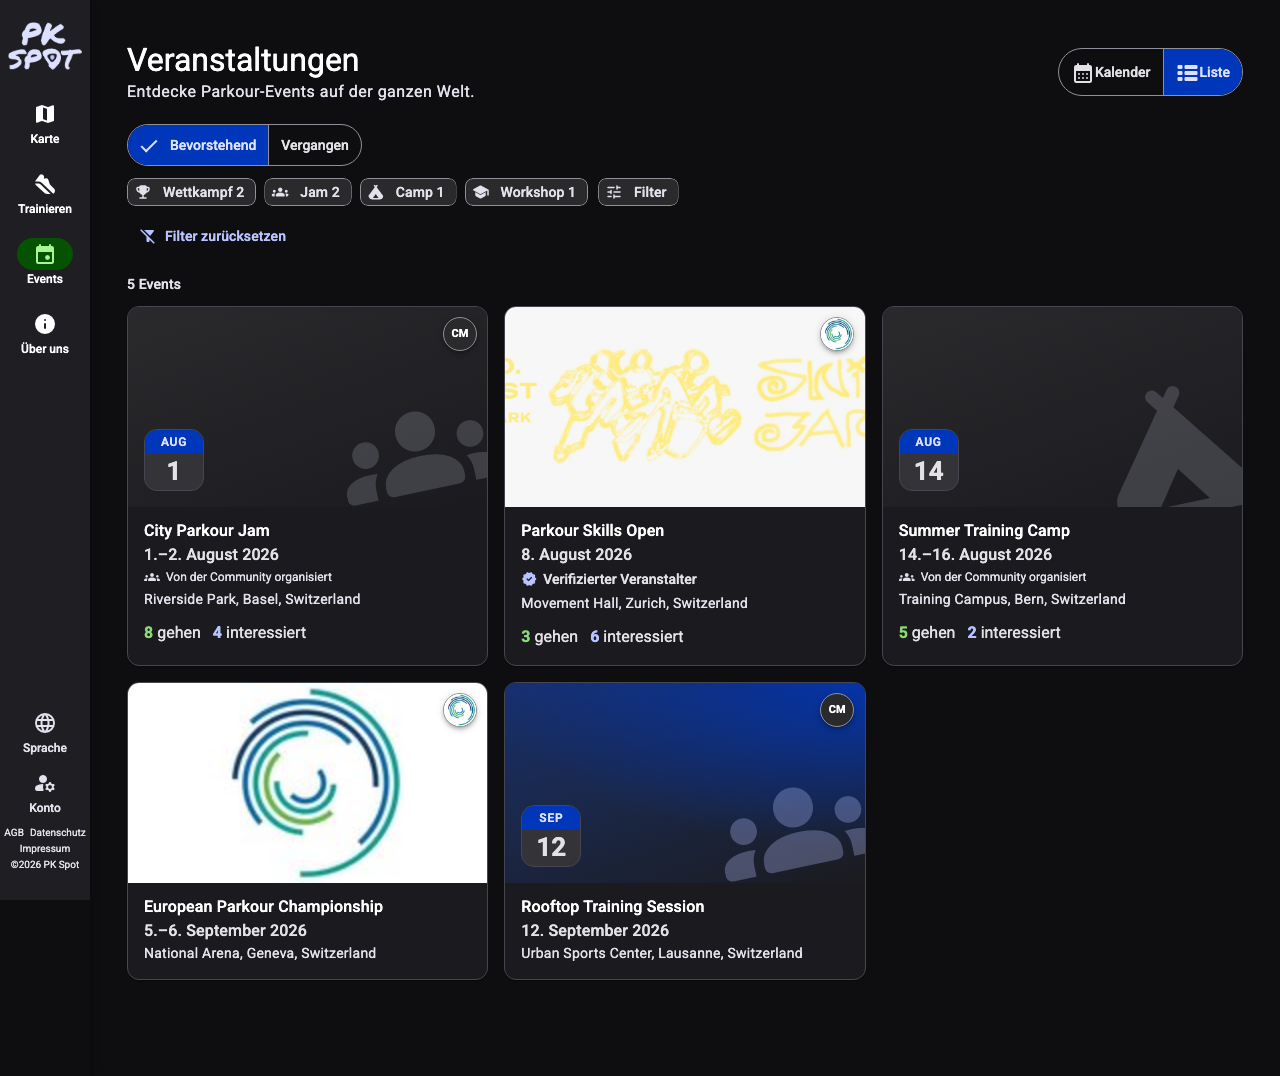 PK
SPOT
Karte
Trainieren
Events
Über uns
Sprache
Konto
AGB Datenschutz
Impressum
©2026 PK Spot
Veranstaltungen
Entdecke Parkour-Events auf der ganzen Welt.
Kalender
Liste
Bevorstehend
Vergangen
Wettkampf 2
Jam 2
Camp 1
Workshop 1
Filter
Filter zurücksetzen
5 Events
CM
AUG
1
City Parkour Jam
1.–2. August 2026
Von der Community organisiert
Riverside Park, Basel, Switzerland
8 gehen 4 interessiert
Parkour Skills Open
8. August 2026
Verifizierter Veranstalter
Movement Hall, Zurich, Switzerland
3 gehen 6 interessiert
AUG
14
Summer Training Camp
14.–16. August 2026
Von der Community organisiert
Training Campus, Bern, Switzerland
5 gehen 2 interessiert
European Parkour Championship
5.–6. September 2026
National Arena, Geneva, Switzerland
CM
SEP
12
Rooftop Training Session
12. September 2026
Urban Sports Center, Lausanne, Switzerland